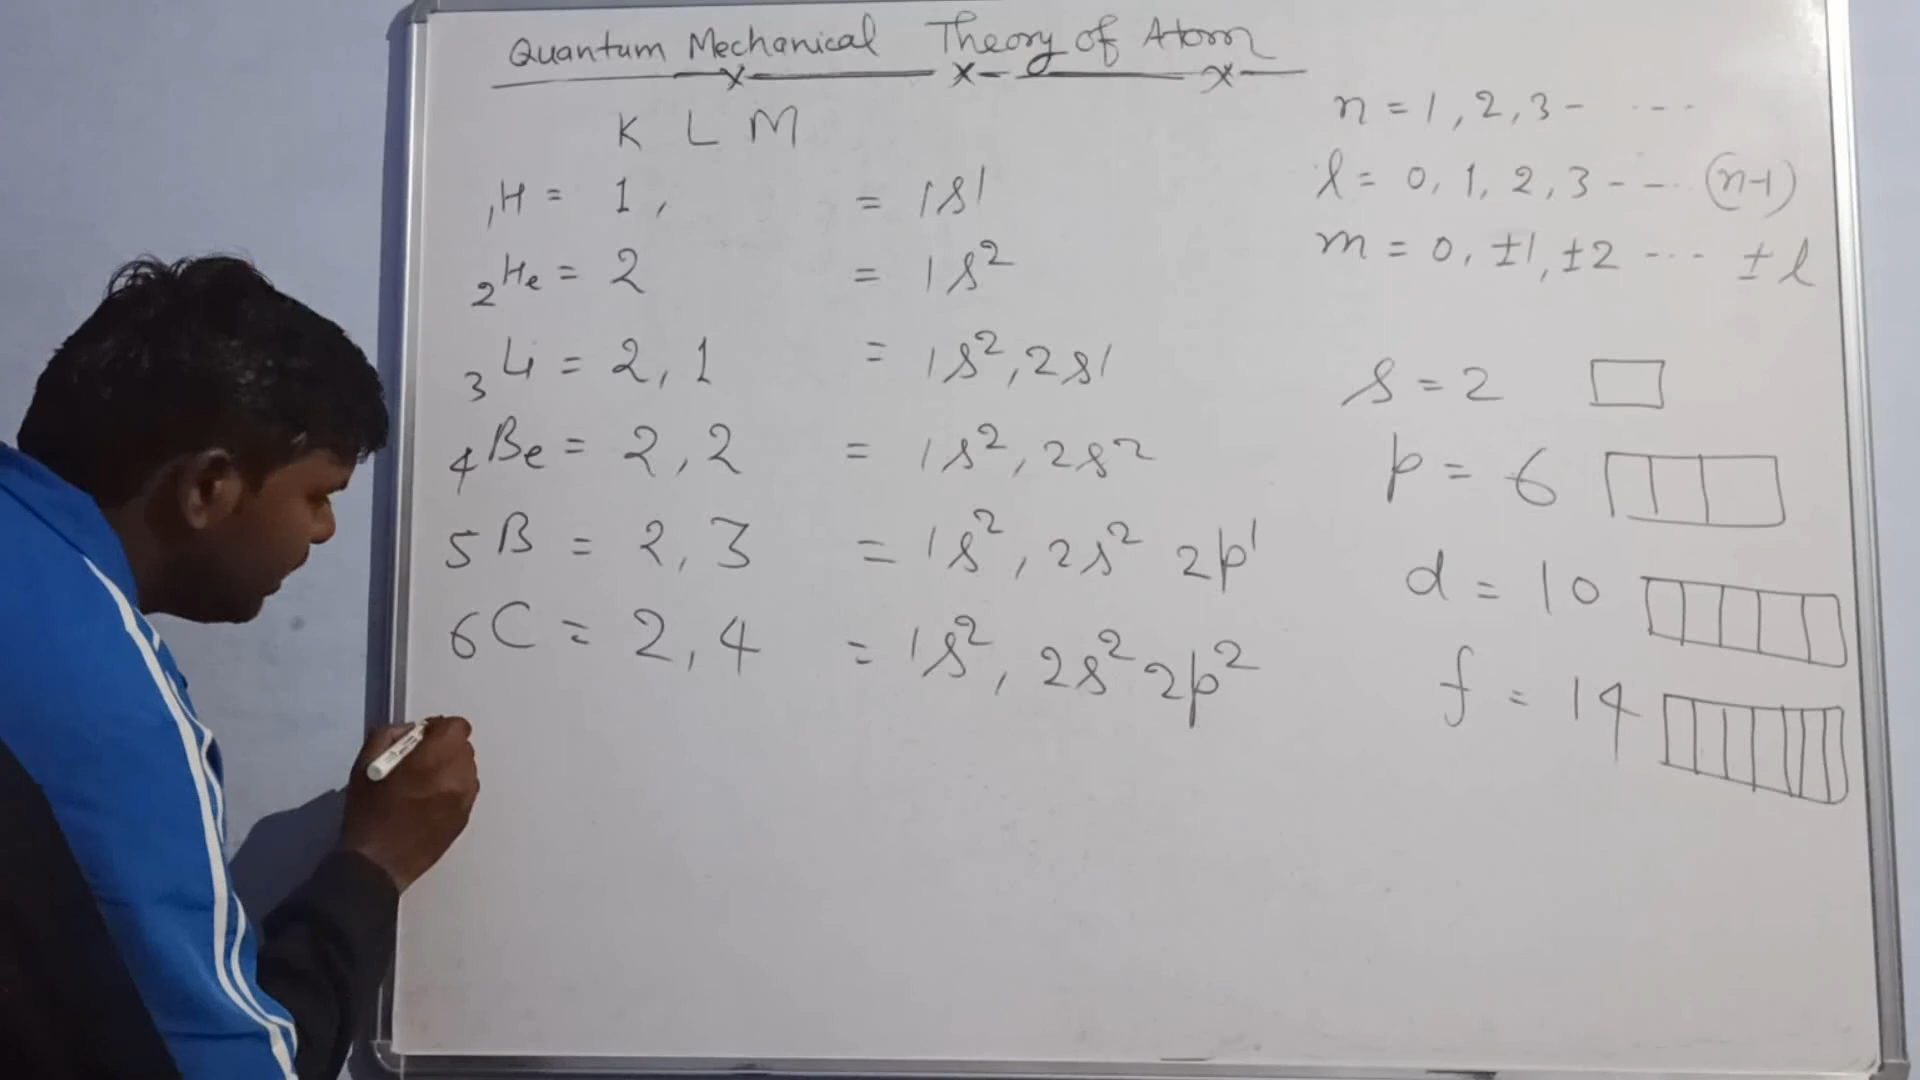 Quantum Mechanical Theory of Atom
K L M
₁H = 1, = 1s¹
₂He = 2 = 1s²
₃Li = 2, 1 = 1s², 2s¹
₄Be = 2, 2 = 1s², 2s²
5B = 2, 3 = 1s², 2s² 2p¹
6C = 2, 4 = 1s², 2s² 2p²
n = 1, 2, 3 - - - -
l = 0, 1, 2, 3 - - - (n-1)
m = 0, ±1, ±2 - - - ± l
s = 2
p = 6
d = 10
f = 14